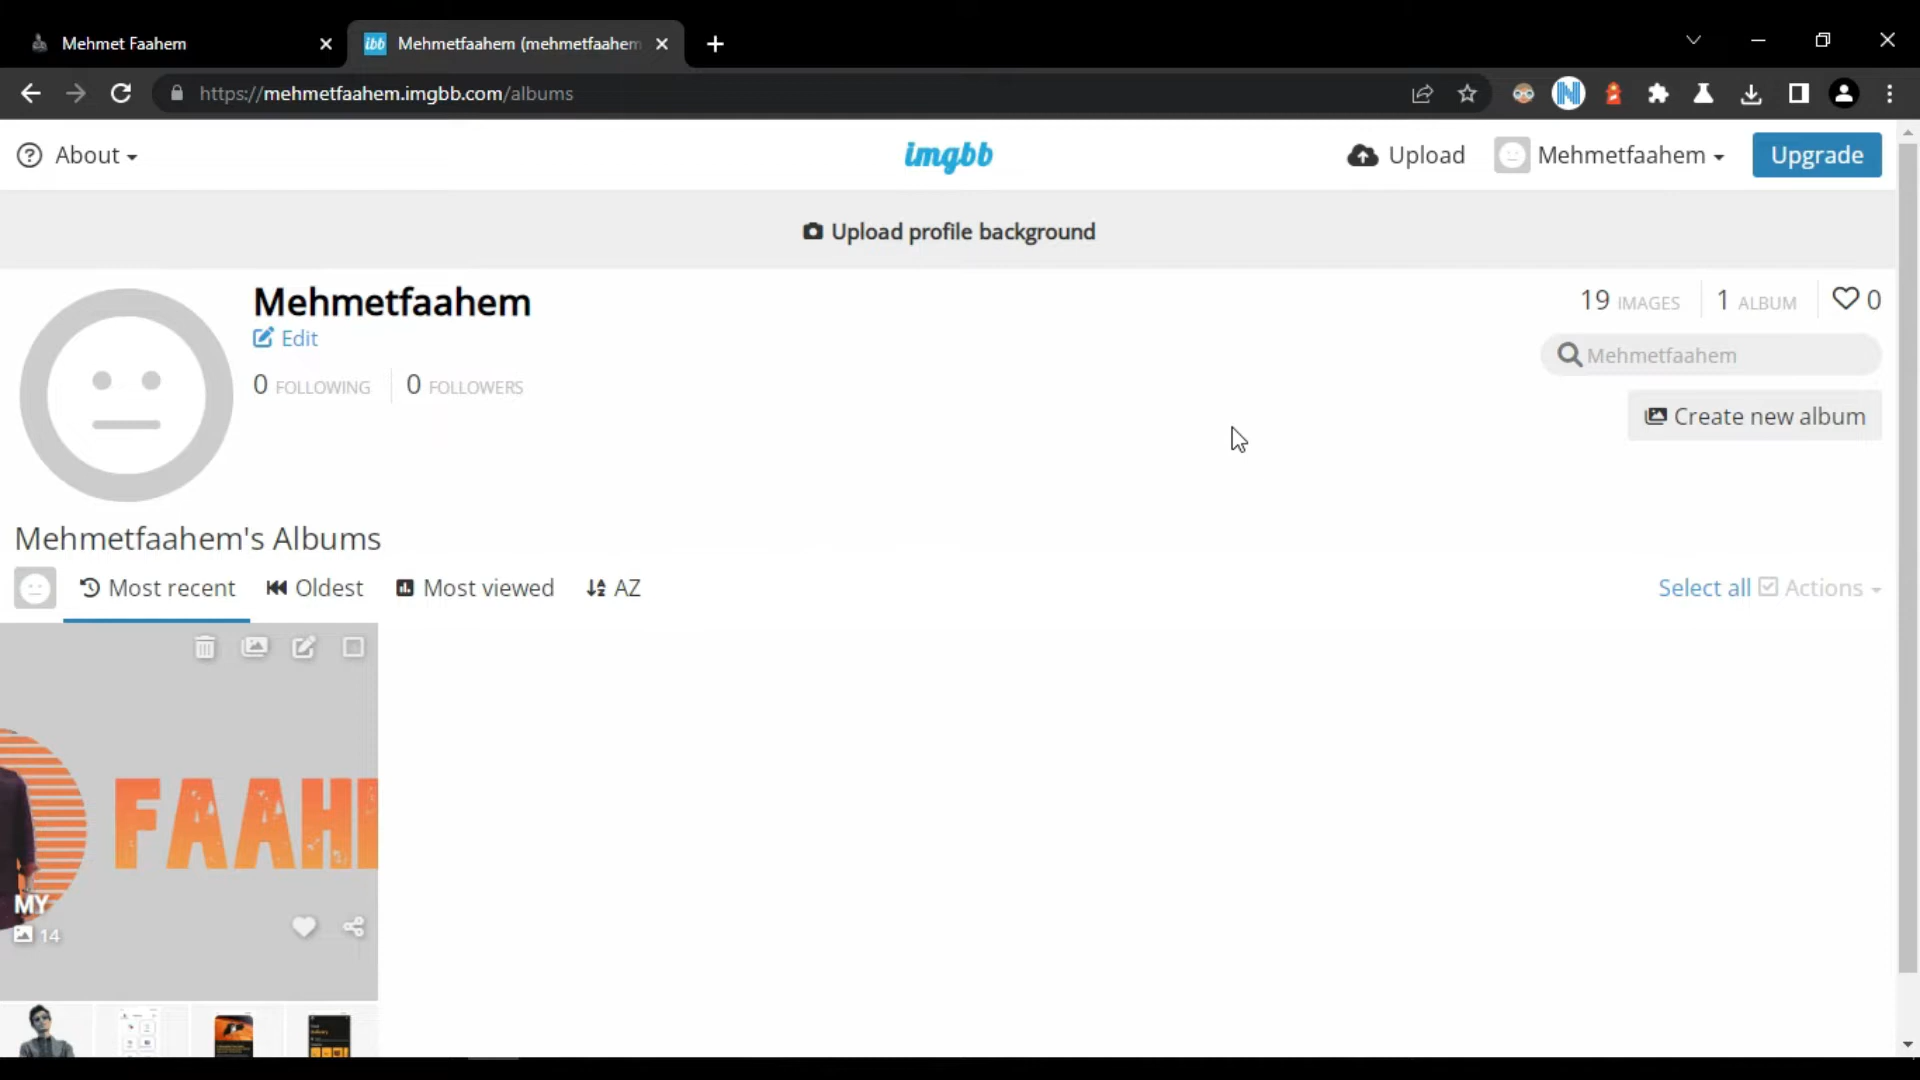 Mehmet Faahem
ibb Mehmetfaahem (mehmetfaahem
https://mehmetfaahem.imgbb.com/albums
About
imgbb
Upload
Mehmetfaahem
Upgrade
Upload profile background
Mehmetfaahem
Edit
0 FOLLOWING
0 FOLLOWERS
19 IMAGES
1 ALBUM
0
Mehmetfaahem
Create new album
Mehmetfaahem's Albums
Most recent
Oldest
Most viewed
AZ
Select all
Actions
FAAH
MY
14